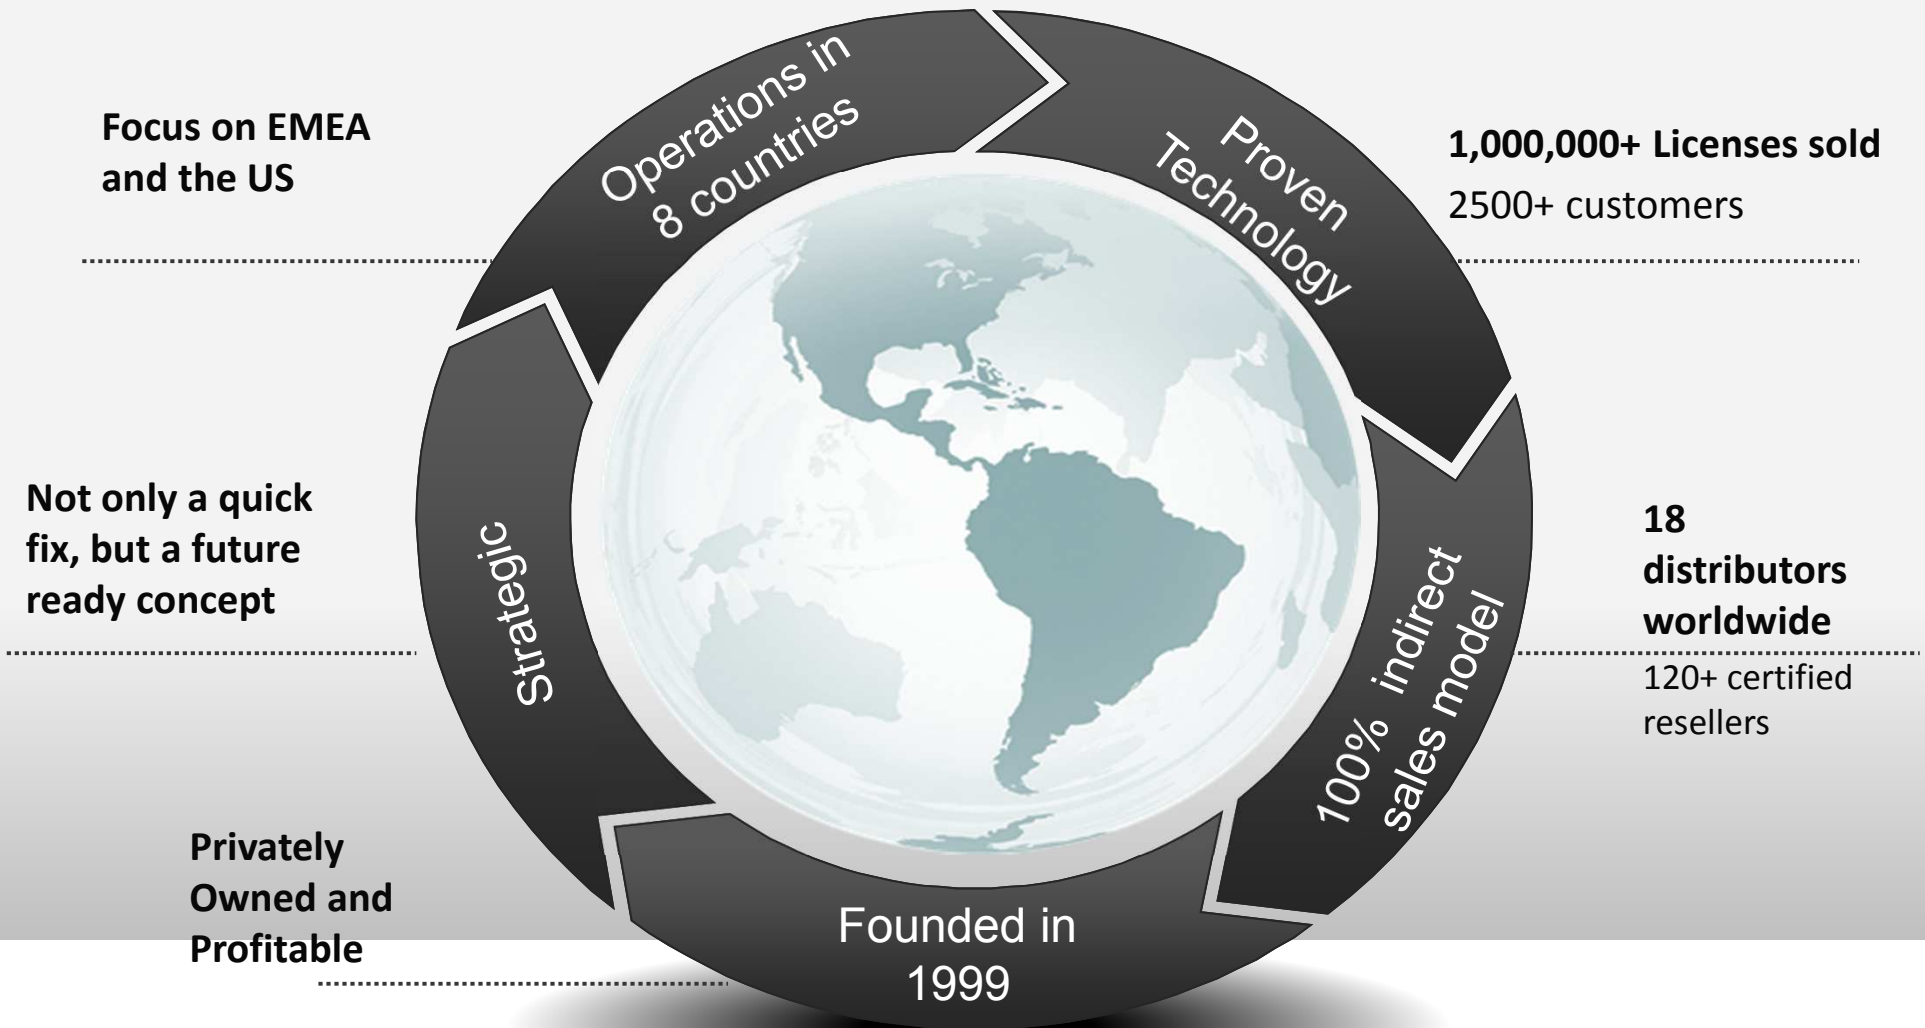 Operations in
8 countries
Focus on EMEA
and the US
Proven
Technology
1,000,000+ Licenses sold
2500+ customers
100% indirect
sales model
18
distributors
worldwide
120+ certified
resellers
Founded in
1999
Privately
Owned and
Profitable
Strategic
Not only a quick
fix, but a future
ready concept